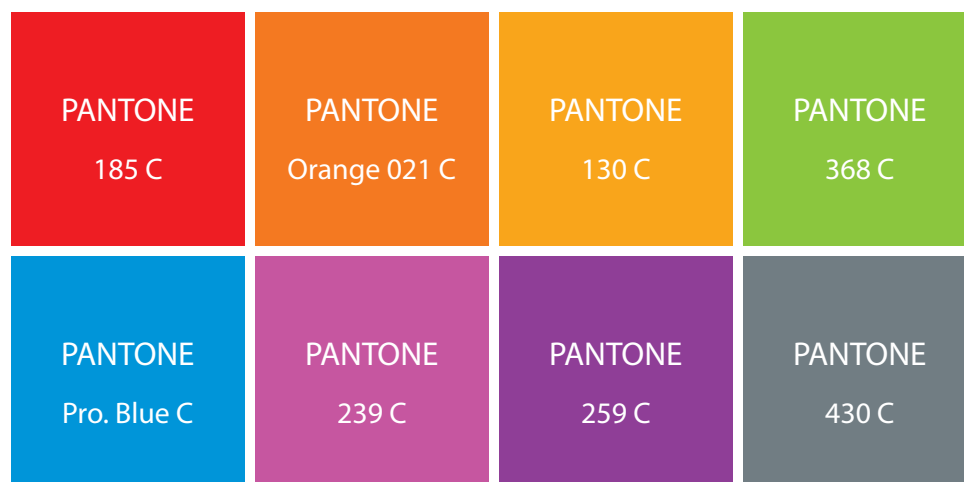 PANTONE
185 C
PANTONE
Orange 021 C
PANTONE
130 C
PANTONE
368 C
PANTONE
Pro. Blue C
PANTONE
239 C
PANTONE
259 C
PANTONE
430 C